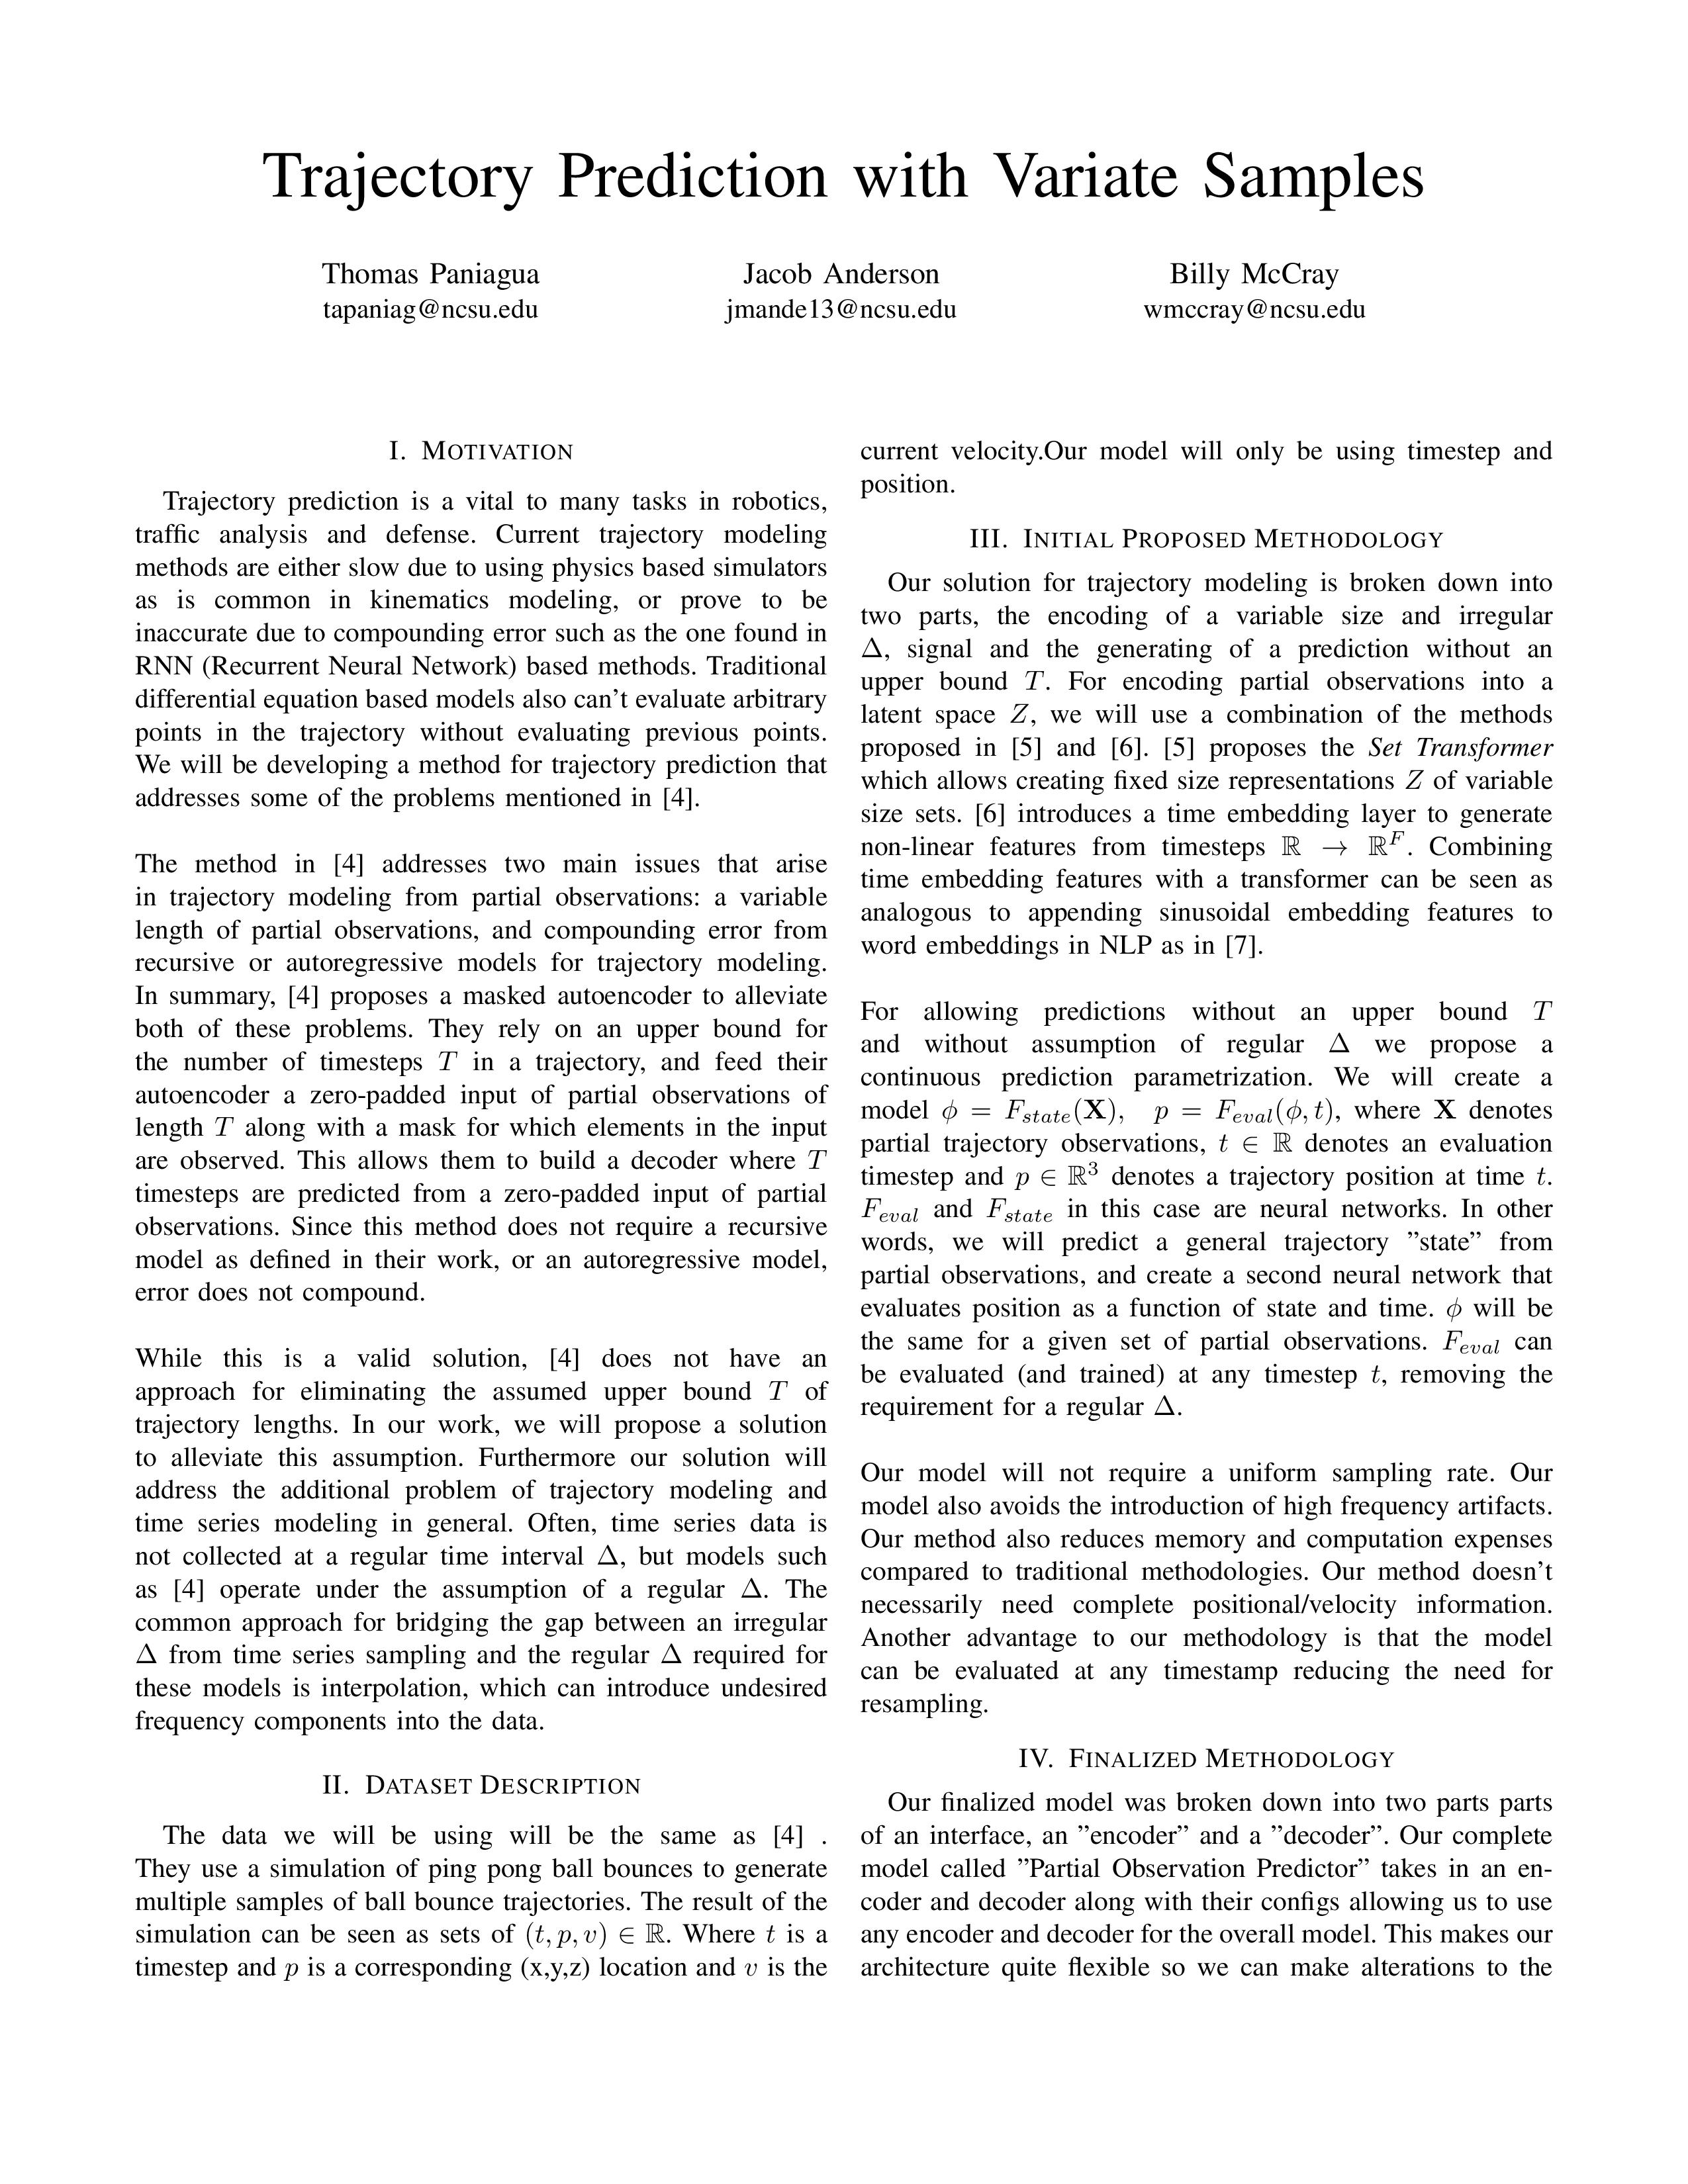 Trajectory Prediction with Variate Samples
Thomas Paniagua
tapaniag@ncsu.edu
Jacob Anderson
jmande13@ncsu.edu
Billy McCray
wmccray@ncsu.edu
I. MOTIVATION
Trajectory prediction is a vital to many tasks in robotics,
traffic analysis and defense. Current trajectory modeling
methods are either slow due to using physics based simulators
as is common in kinematics modeling, or prove to be
inaccurate due to compounding error such as the one found in
RNN (Recurrent Neural Network) based methods. Traditional
differential equation based models also can't evaluate arbitrary
points in the trajectory without evaluating previous points.
We will be developing a method for trajectory prediction that
addresses some of the problems mentioned in [4].
The method in [4] addresses two main issues that arise
in trajectory modeling from partial observations: a variable
length of partial observations, and compounding error from
recursive or autoregressive models for trajectory modeling.
In summary, [4] proposes a masked autoencoder to alleviate
both of these problems. They rely on an upper bound for
the number of timesteps T in a trajectory, and feed their
autoencoder a zero-padded input of partial observations of
length T along with a mask for which elements in the input
are observed. This allows them to build a decoder where T
timesteps are predicted from a zero-padded input of partial
observations. Since this method does not require a recursive
model as defined in their work, or an autoregressive model,
error does not compound.
While this is a valid solution, [4] does not have an
approach for eliminating the assumed upper bound T of
trajectory lengths. In our work, we will propose a solution
to alleviate this assumption. Furthermore our solution will
address the additional problem of trajectory modeling and
time series modeling in general. Often, time series data is
not collected at a regular time interval Δ, but models such
as [4] operate under the assumption of a regular Δ. The
common approach for bridging the gap between an irregular
Δ from time series sampling and the regular Δ required for
these models is interpolation, which can introduce undesired
frequency components into the data.
II. DATASET DESCRIPTION
The data we will be using will be the same as [4] .
They use a simulation of ping pong ball bounces to generate
multiple samples of ball bounce trajectories. The result of the
simulation can be seen as sets of (t, p, v) ∈ ℝ. Where t is a
timestep and p is a corresponding (x,y,z) location and v is the
current velocity.Our model will only be using timestep and
position.
III. INITIAL PROPOSED METHODOLOGY
Our solution for trajectory modeling is broken down into
two parts, the encoding of a variable size and irregular
Δ, signal and the generating of a prediction without an
upper bound T. For encoding partial observations into a
latent space Z, we will use a combination of the methods
proposed in [5] and [6]. [5] proposes the Set Transformer
which allows creating fixed size representations Z of variable
size sets. [6] introduces a time embedding layer to generate
non-linear features from timesteps ℝ → ℝ^F. Combining
time embedding features with a transformer can be seen as
analogous to appending sinusoidal embedding features to
word embeddings in NLP as in [7].
For allowing predictions without an upper bound T
and without assumption of regular Δ we propose a
continuous prediction parametrization. We will create a
model ϕ = F_state(X), p = F_eval(ϕ, t), where X denotes
partial trajectory observations, t ∈ ℝ denotes an evaluation
timestep and p ∈ ℝ³ denotes a trajectory position at time t.
F_eval and F_state in this case are neural networks. In other
words, we will predict a general trajectory ”state” from
partial observations, and create a second neural network that
evaluates position as a function of state and time. ϕ will be
the same for a given set of partial observations. F_eval can
be evaluated (and trained) at any timestep t, removing the
requirement for a regular Δ.
Our model will not require a uniform sampling rate. Our
model also avoids the introduction of high frequency artifacts.
Our method also reduces memory and computation expenses
compared to traditional methodologies. Our method doesn't
necessarily need complete positional/velocity information.
Another advantage to our methodology is that the model
can be evaluated at any timestamp reducing the need for
resampling.
IV. FINALIZED METHODOLOGY
Our finalized model was broken down into two parts parts
of an interface, an ”encoder” and a ”decoder”. Our complete
model called ”Partial Observation Predictor” takes in an en-
coder and decoder along with their configs allowing us to use
any encoder and decoder for the overall model. This makes our
architecture quite flexible so we can make alterations to the